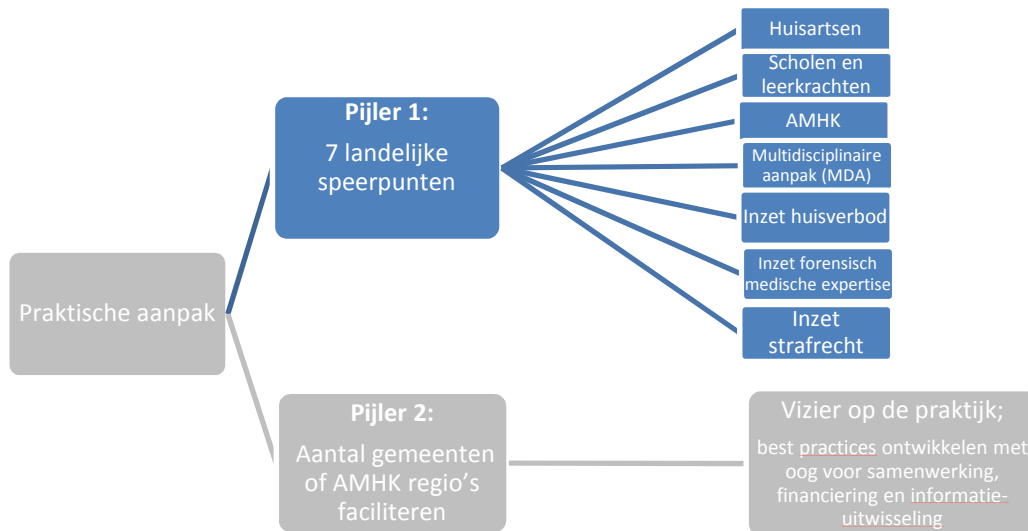 Praktische aanpak
Pijler 1:
7 landelijke
speerpunten
Huisartsen
Scholen en
leerkrachten
AMHK
Multidisciplinaire
aanpak (MDA)
Inzet huisverbod
Inzet forensisch
medische expertise
Inzet
strafrecht
Pijler 2:
Aantal gemeenten
of AMHK regio's
faciliteren
Vizier op de praktijk;
best practices ontwikkelen met
oog voor samenwerking,
financiering en informatie-
uitwisseling